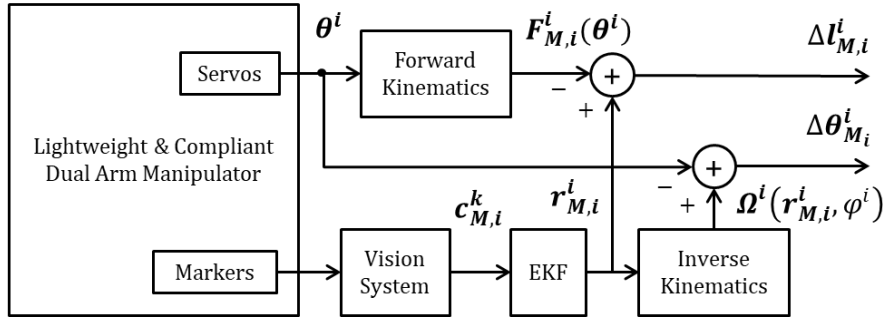 θ^i
F^i_{M,i}(θ^i)
Δl^i_{M,i}
Servos
Forward
Kinematics
−
+
+
Δθ^i_{M_i}
Lightweight & Compliant
Dual Arm Manipulator
−
+
+
c^k_{M,i}
r^i_{M,i}
Ω^i(r^i_{M,i}, φ^i)
Markers
Vision
System
EKF
Inverse
Kinematics